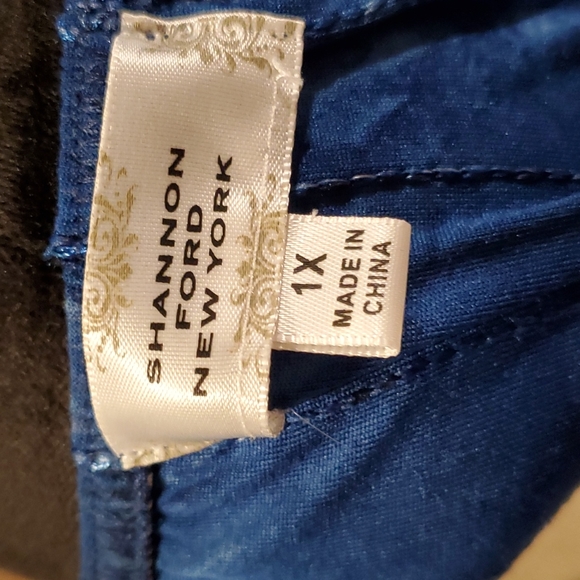 SHANNON
FORD
NEW YORK
1X
MADE IN
CHINA